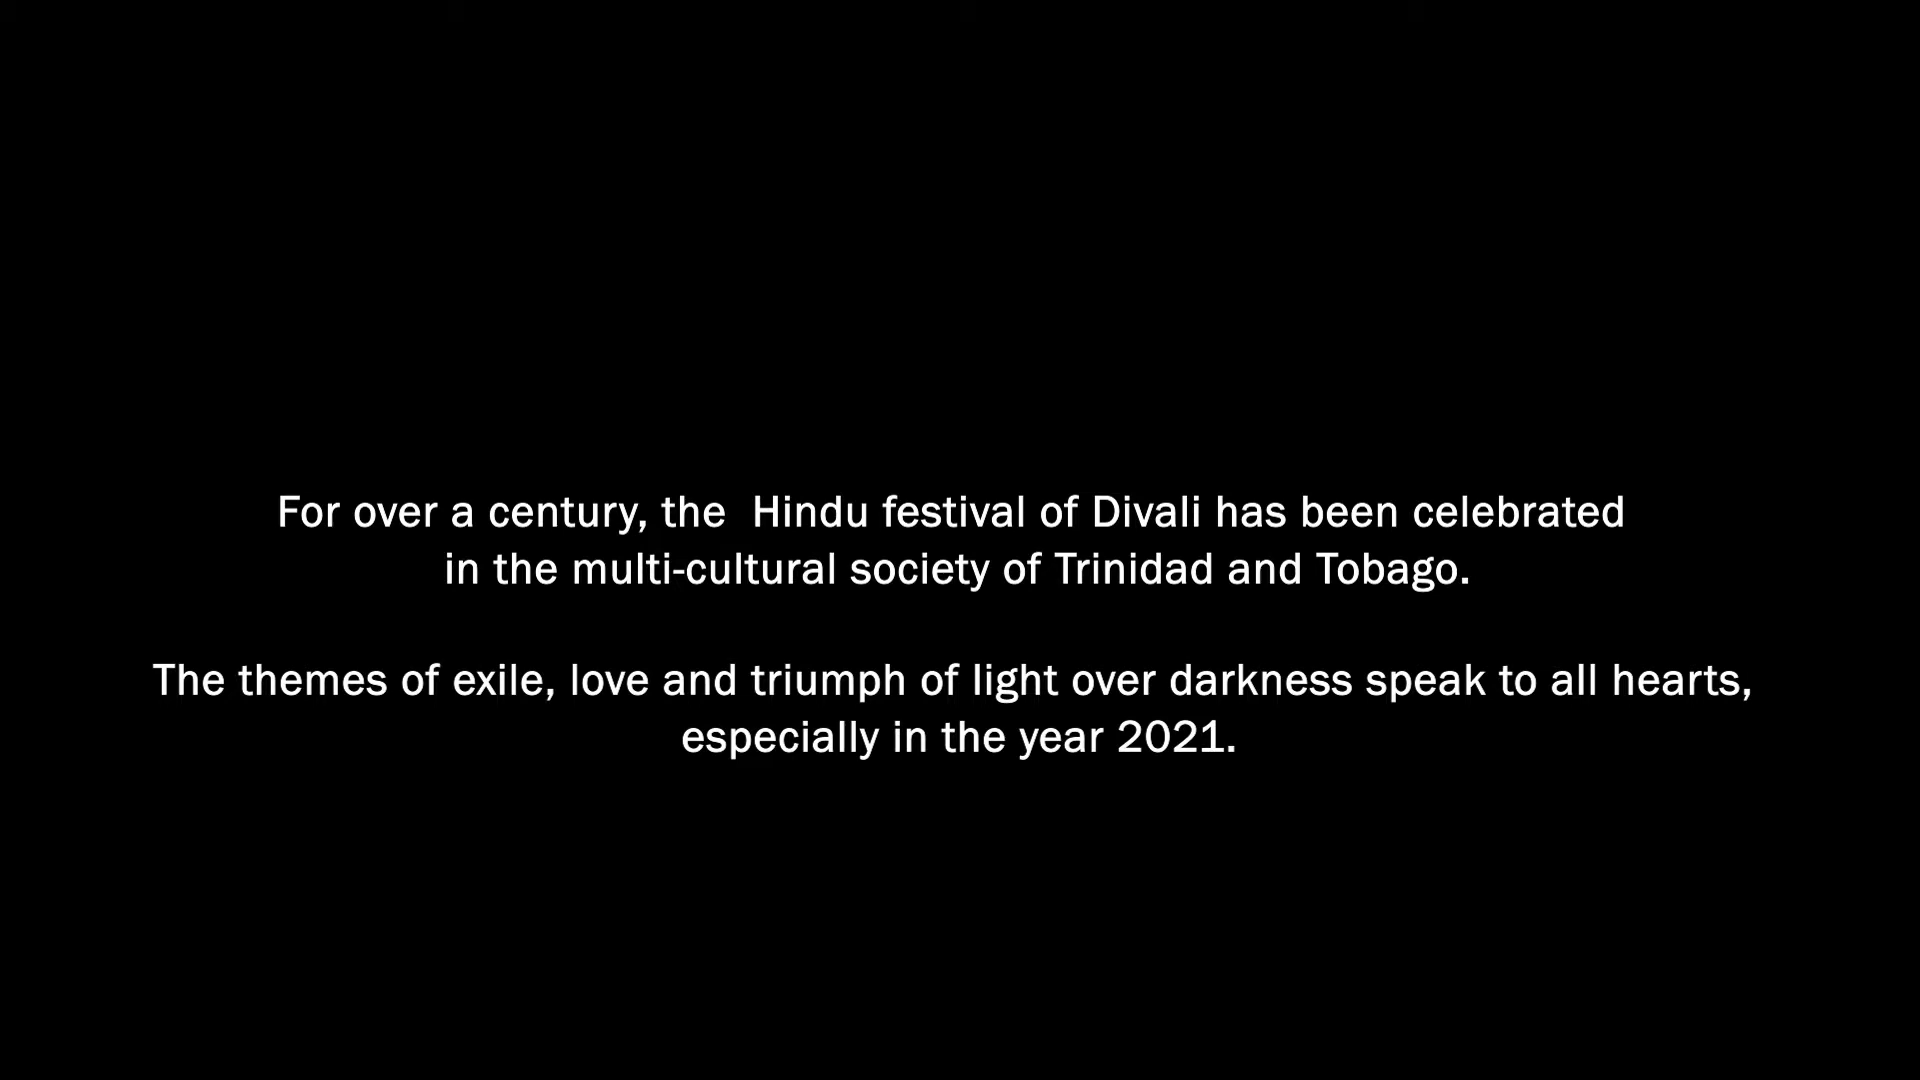 For over a century, the  Hindu festival of Divali has been celebrated
in the multi-cultural society of Trinidad and Tobago.
The themes of exile, love and triumph of light over darkness speak to all hearts,
especially in the year 2021.